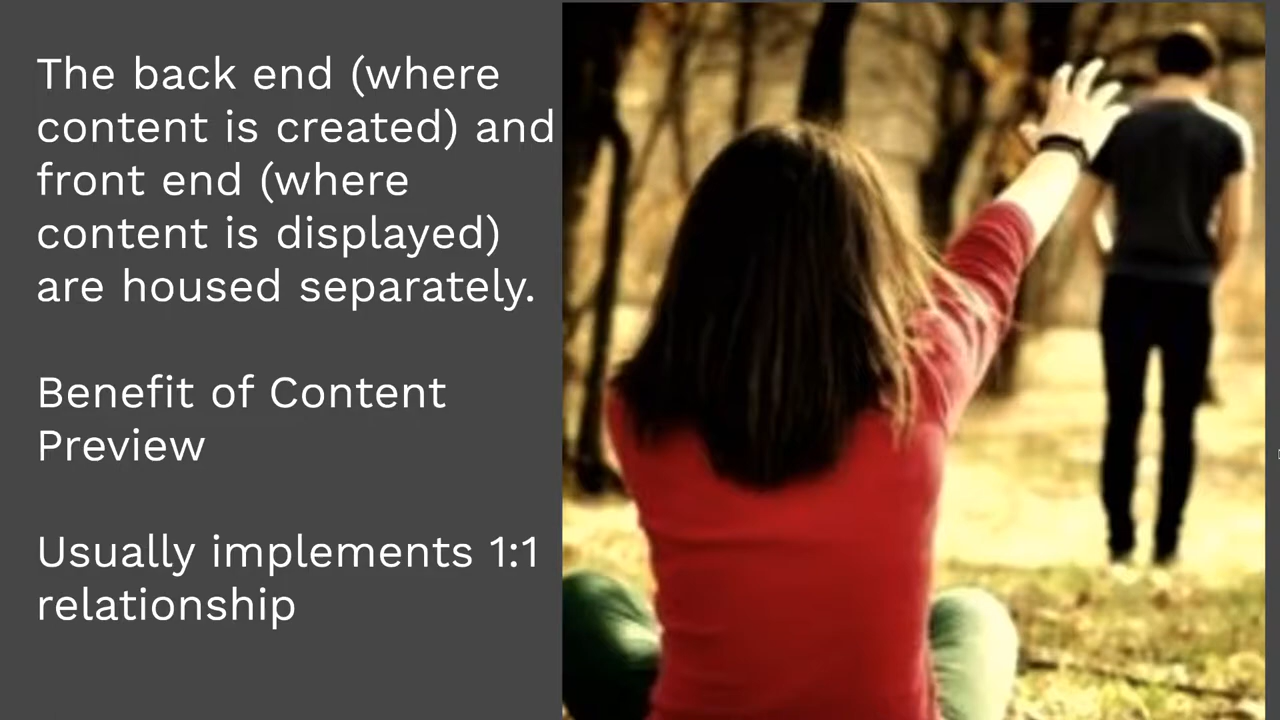 The back end (where
content is created) and
front end (where
content is displayed)
are housed separately.
Benefit of Content
Preview
Usually implements 1:1
relationship